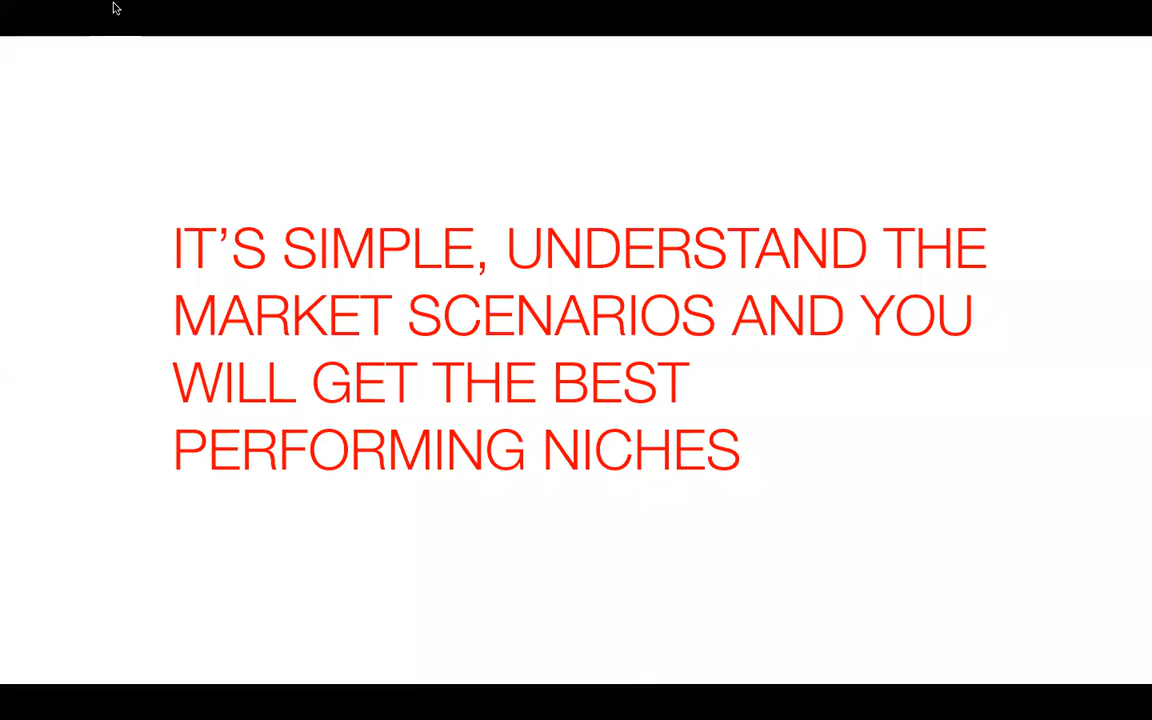 IT’S SIMPLE, UNDERSTAND THE
MARKET SCENARIOS AND YOU
WILL GET THE BEST
PERFORMING NICHES